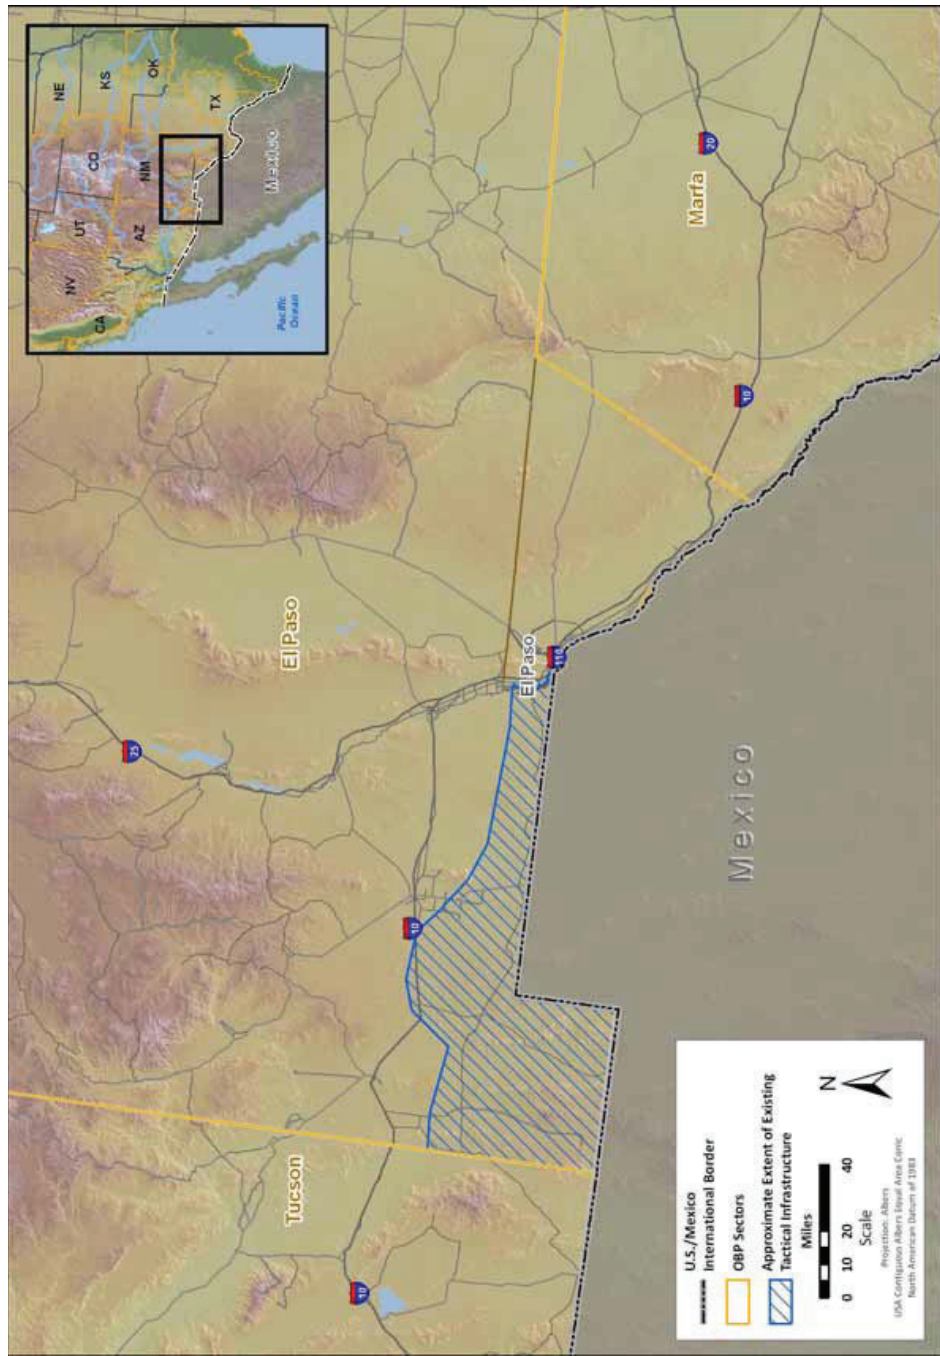 NE
KS
OK
TX
CO
NM
UT
AZ
NV
CA
Mexico
Pacific
Ocean
25
El Paso
20
Marfa
10
Tucson
10
El Paso
110
10
10
Mexico
U.S./Mexico
International Border
OBP Sectors
Approximate Extent of Existing
Tactical Infrastructure
Miles
0 10 20 40
Scale
N
Projection: Albers
USA Contiguous Albers Equal Area Conic
North American Datum of 1983